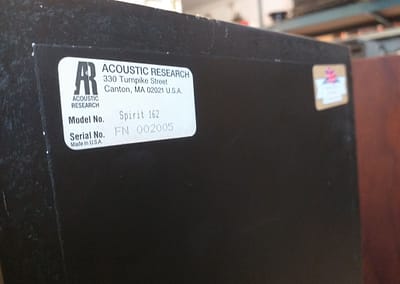 AR
ACOUSTIC
RESEARCH
ACOUSTIC RESEARCH
330 Turnpike Street
Canton, MA 02021 U.S.A.
Model No. Spirit 162
Serial No. FN 002005
Made in U.S.A.